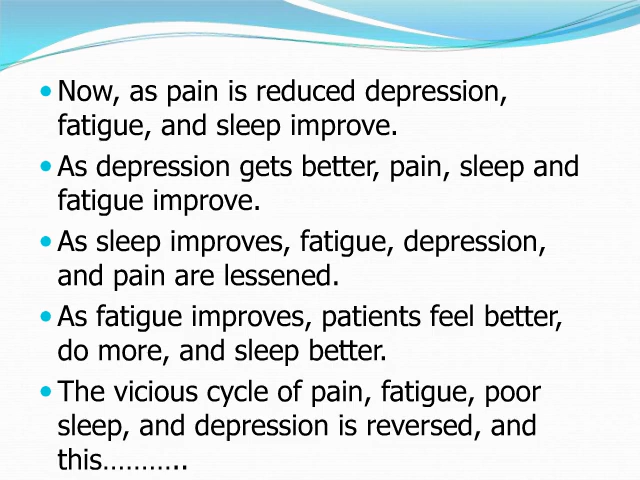 Now, as pain is reduced depression,
fatigue, and sleep improve.
As depression gets better, pain, sleep and
fatigue improve.
As sleep improves, fatigue, depression,
and pain are lessened.
As fatigue improves, patients feel better,
do more, and sleep better.
The vicious cycle of pain, fatigue, poor
sleep, and depression is reversed, and
this………..